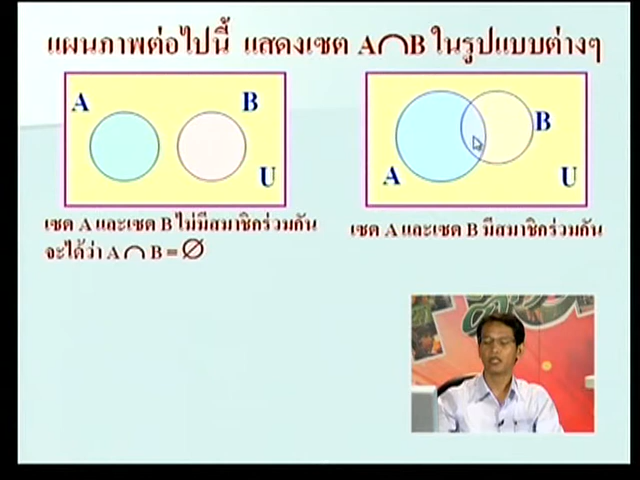 แผนภาพต่อไปนี้ แสดงเซต A∩B ในรูปแบบต่างๆ
A B
U
เซต A และเซต B ไม่มีสมาชิกร่วมกัน
จะได้ว่า A ∩ B = ∅
B
A
U
เซต A และเซต B มีสมาชิกร่วมกัน